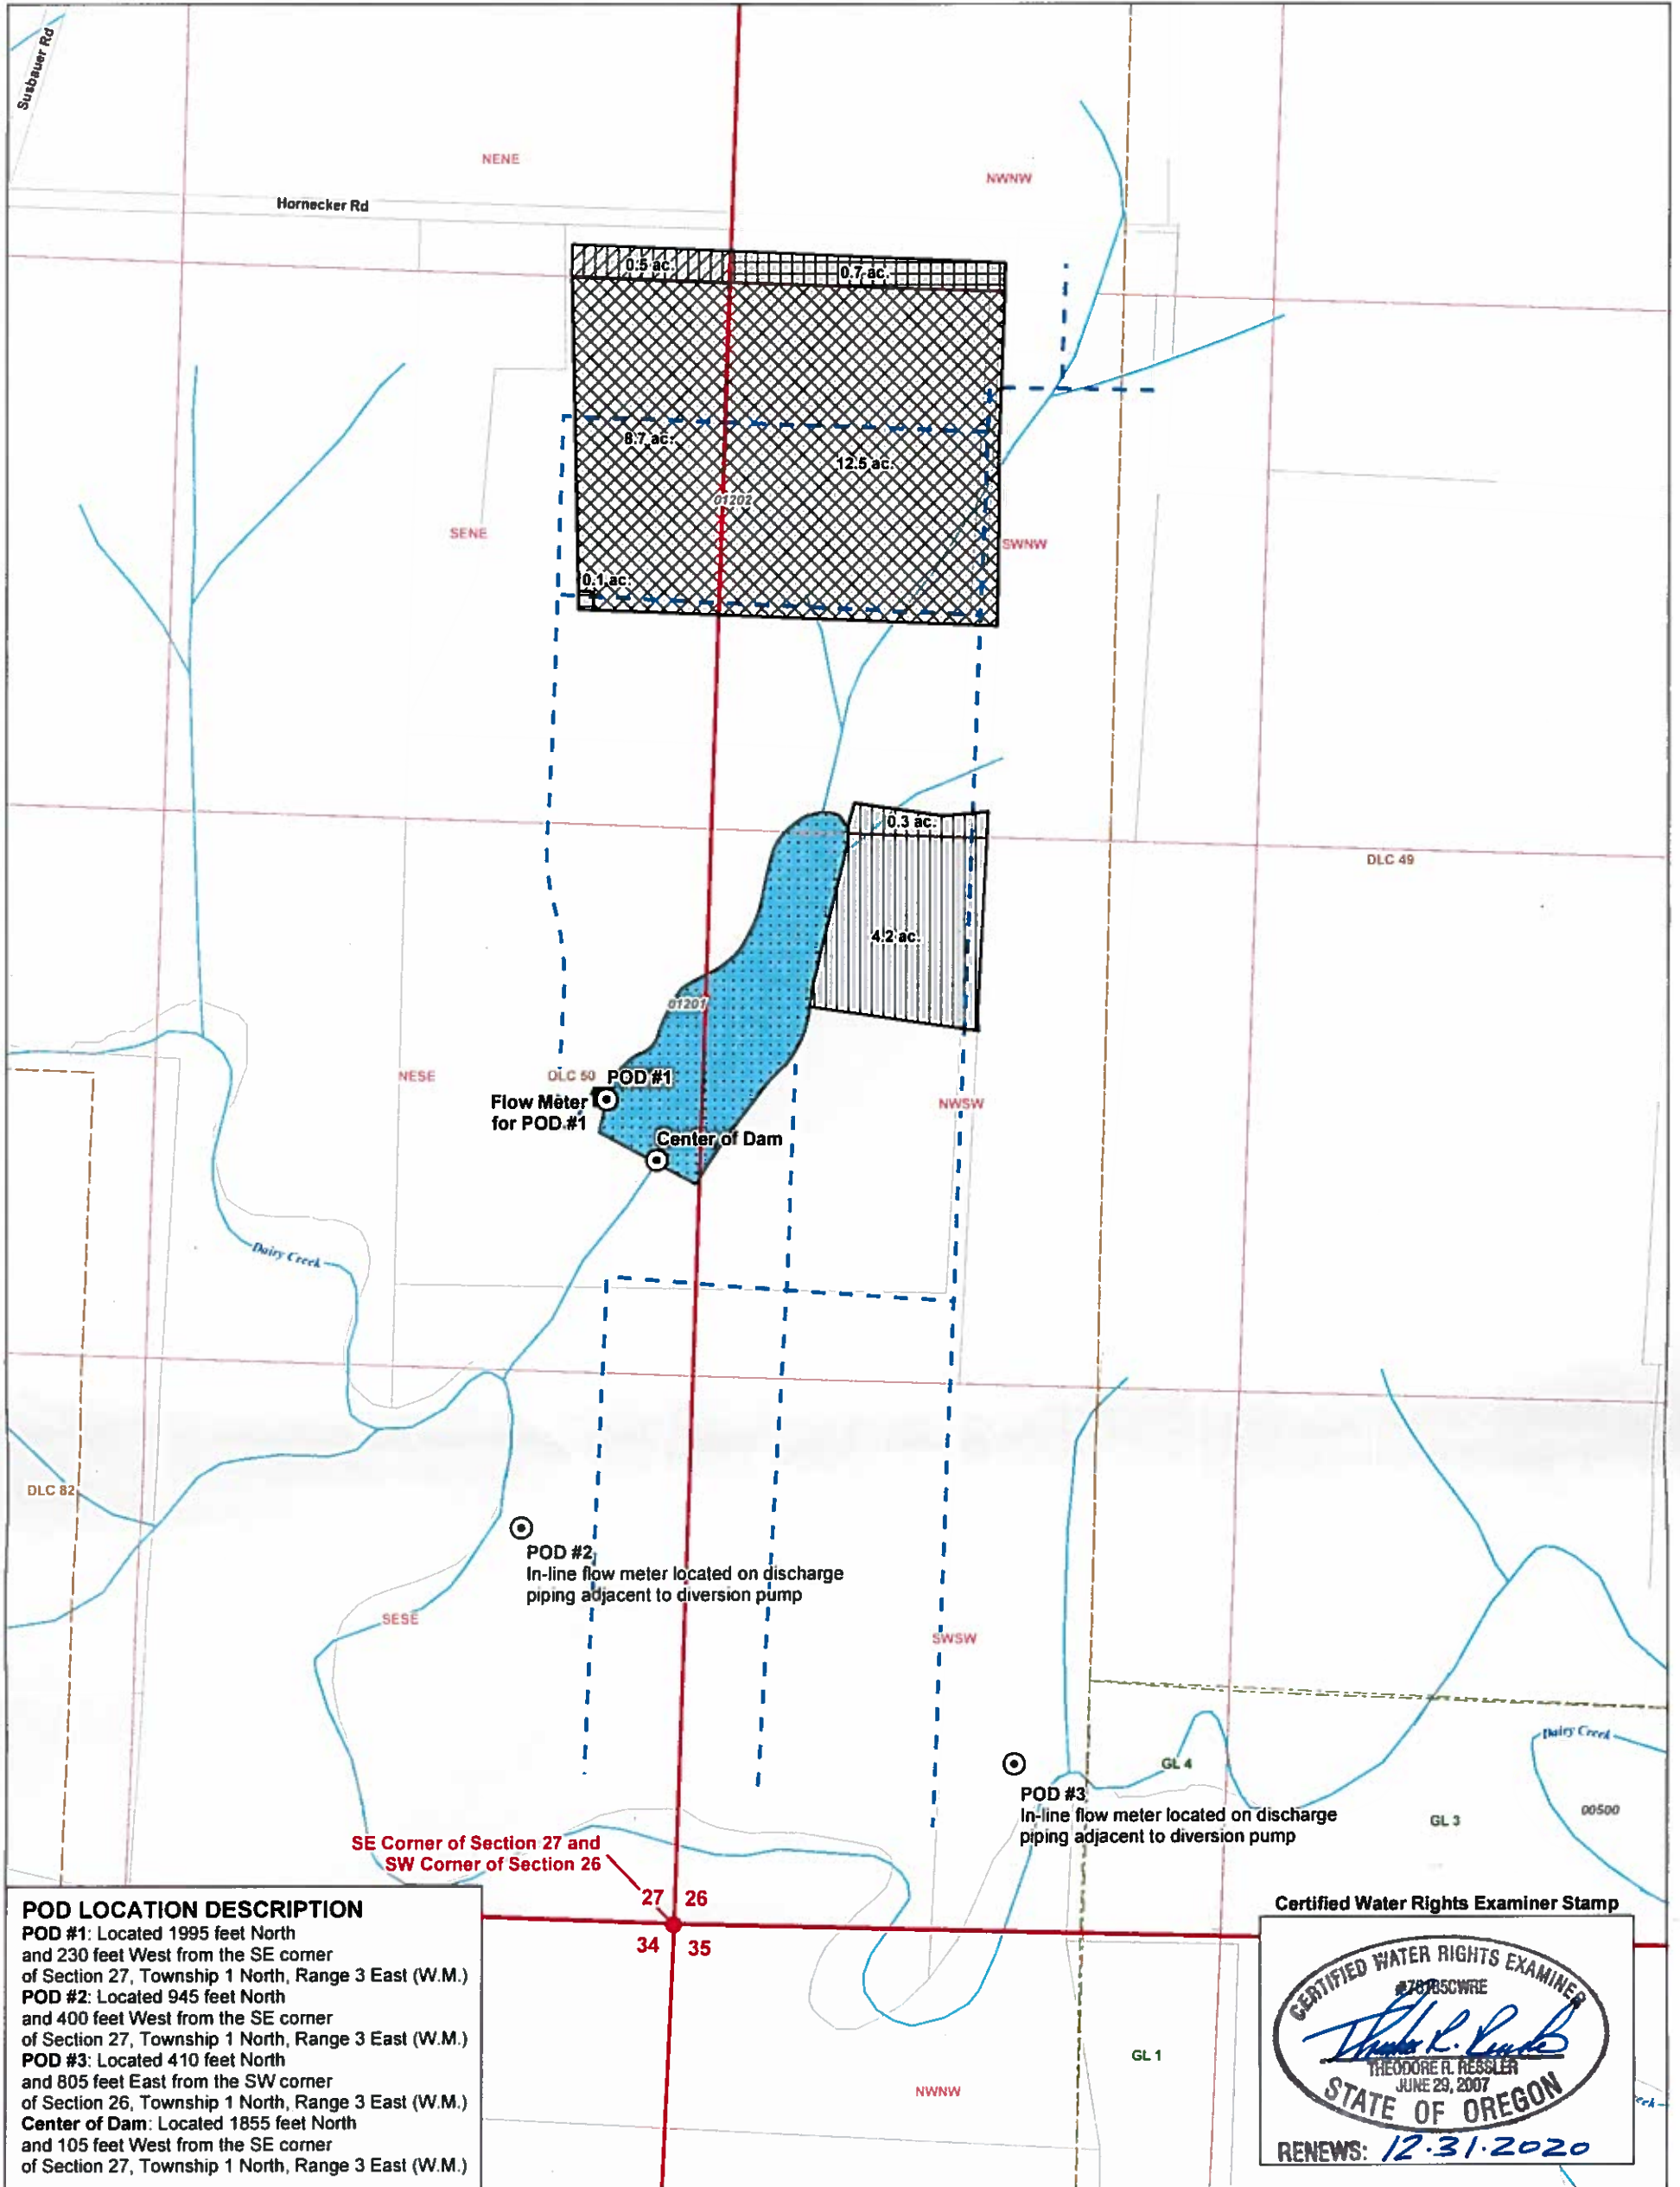 Susbauer Rd
NENE
NWNW
Hornecker Rd
0.5 ac.
0.7 ac.
8.7 ac.
12.5 ac.
01202
SENE
SWNW
0.1 ac.
0.3 ac.
DLC 49
4.2 ac.
01201
NESE
DLC 50
POD #1
Flow Meter
for POD #1
NWSW
Center of Dam
Dairy Creek
DLC 82
POD #2
In-line flow meter located on discharge
piping adjacent to diversion pump
SESE
SWSW
Dairy Creek
GL 4
POD #3
In-line flow meter located on discharge
piping adjacent to diversion pump
GL 3
00500
SE Corner of Section 27 and
SW Corner of Section 26
27 26
34 35
GL 1
NWNW
POD LOCATION DESCRIPTION
POD #1: Located 1995 feet North
and 230 feet West from the SE corner
of Section 27, Township 1 North, Range 3 East (W.M.)
POD #2: Located 945 feet North
and 400 feet West from the SE corner
of Section 27, Township 1 North, Range 3 East (W.M.)
POD #3: Located 410 feet North
and 805 feet East from the SW corner
of Section 26, Township 1 North, Range 3 East (W.M.)
Center of Dam: Located 1855 feet North
and 105 feet West from the SE corner
of Section 27, Township 1 North, Range 3 East (W.M.)
Certified Water Rights Examiner Stamp
CERTIFIED WATER RIGHTS EXAMINER
THEODORE R. RESSLER
JUNE 29, 2007
STATE OF OREGON
RENEWS: 12·31·2020